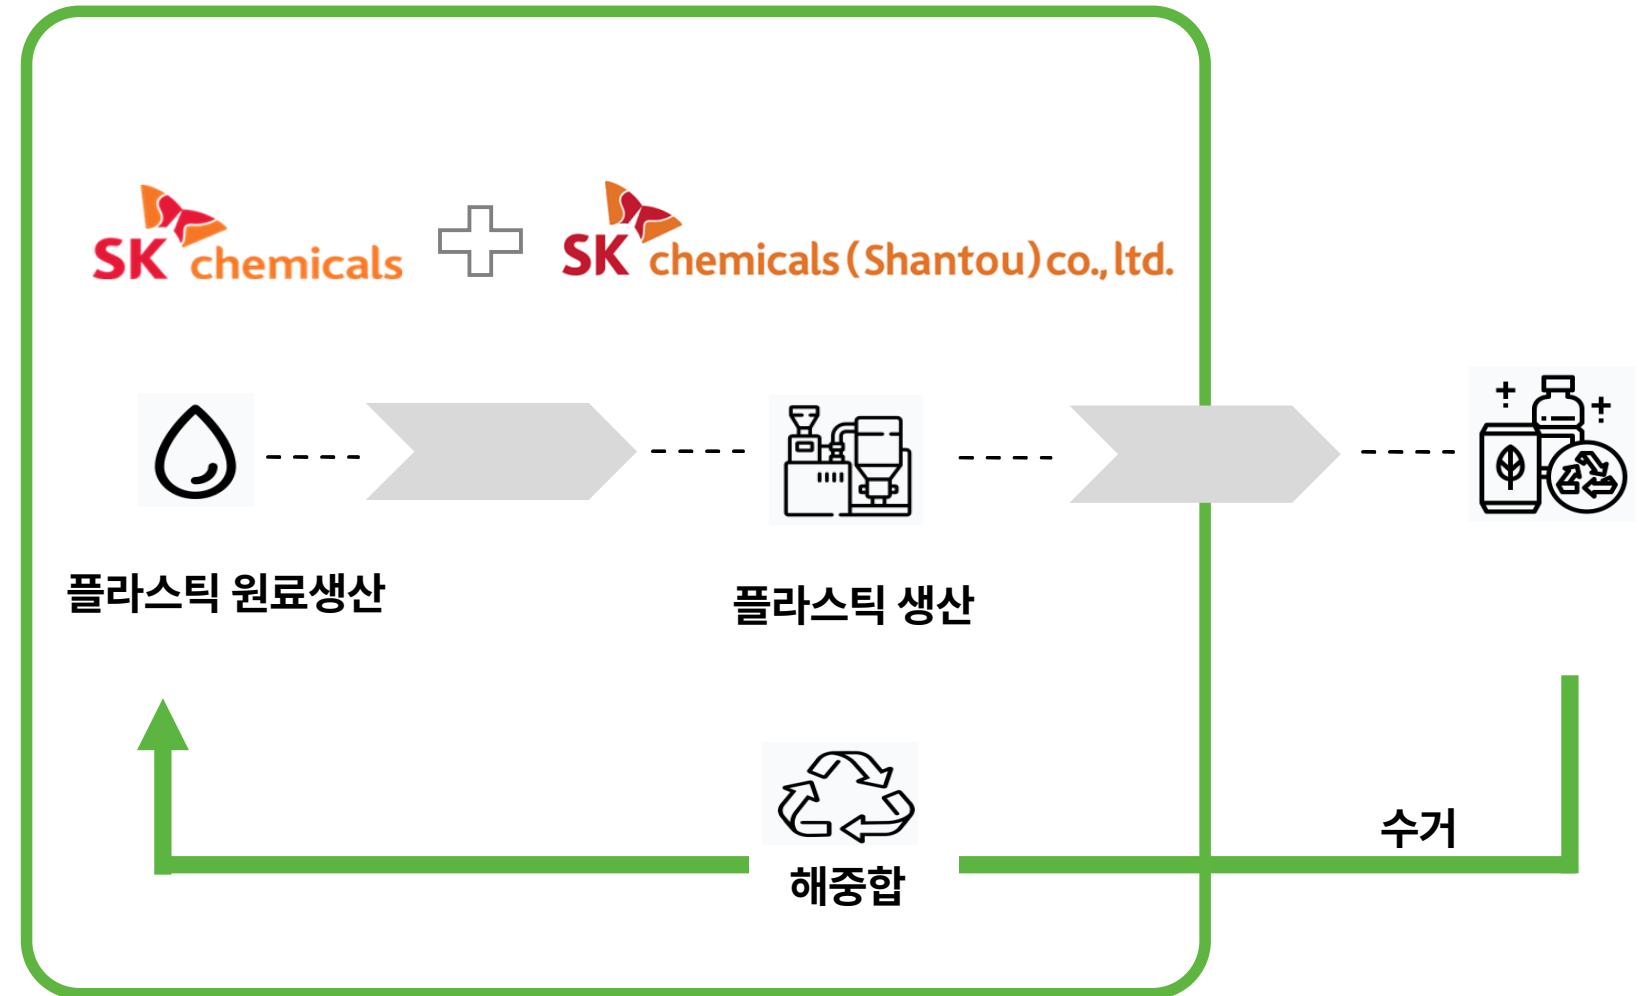 SK chemicals
SK chemicals (Shantou) co., ltd.
플라스틱 원료생산
플라스틱 생산
수거
해중합